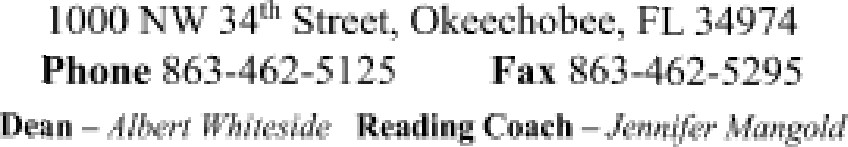 1000 NW 34th Street, Okeechobee, FL 34974
Phone 863-462-5125 Fax 863-462-5295
Dean – Albert Whiteside Reading Coach – Jennifer Mangold